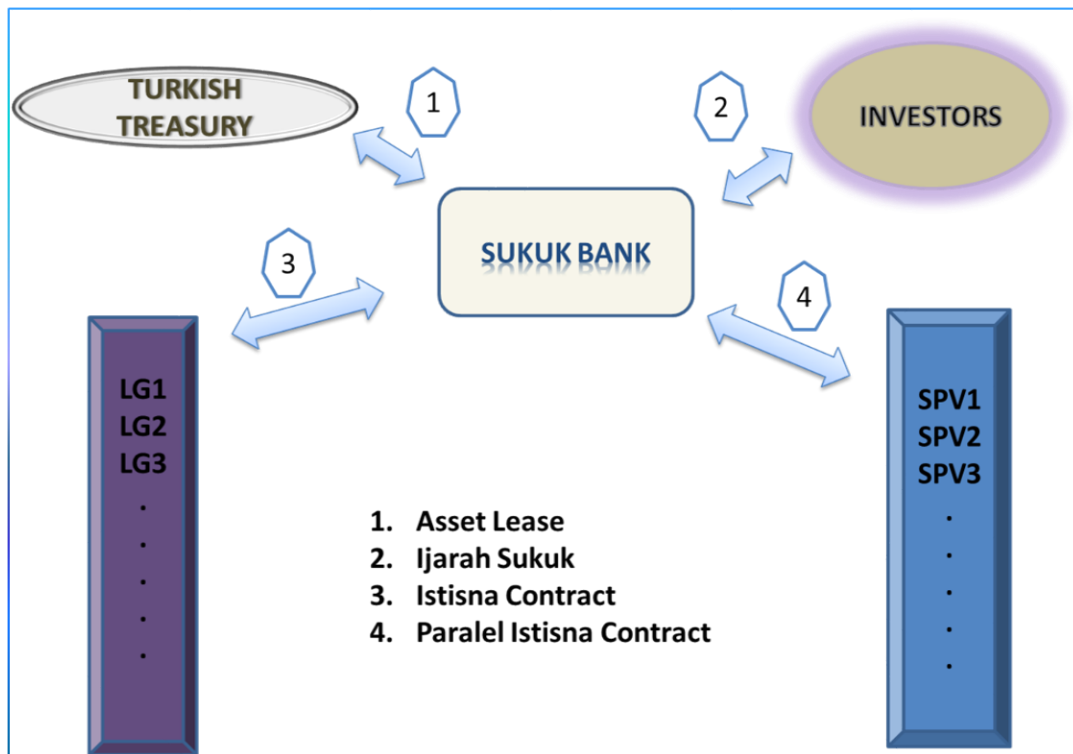 TURKISH
TREASURY
1
2
INVESTORS
SUKUK BANK
3
4
LG1
LG2
LG3
.
.
.
.
.
SPV1
SPV2
SPV3
.
.
.
.
.
1. Asset Lease
2. Ijarah Sukuk
3. Istisna Contract
4. Paralel Istisna Contract